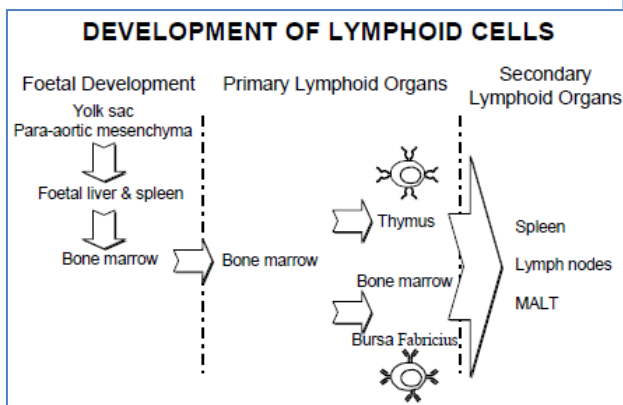 DEVELOPMENT OF LYMPHOID CELLS
Foetal Development
Yolk sac
Para-aortic mesenchyma
Foetal liver & spleen
Bone marrow
Primary Lymphoid Organs
Bone marrow
Thymus
Bone marrow
Bursa Fabricius
Secondary
Lymphoid Organs
Spleen
Lymph nodes
MALT